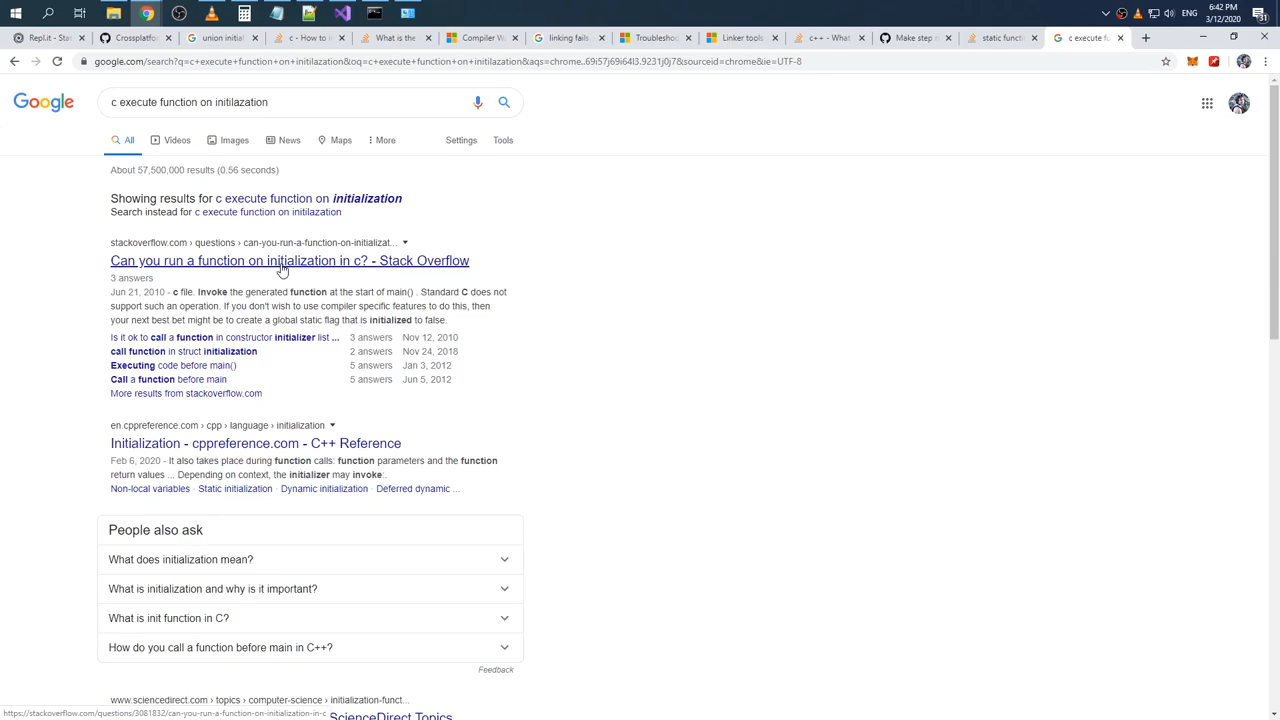 6:42 PM
ENG
3/12/2020
31
Repl.it - Stat
Crossplatfo
union initial
c - How to i
What is the
Compiler W
linking fails
Troubleshoc
Linker tools
c++ - What
Make step n
static functi
c execute fu
google.com/search?q=c+execute+function+on+initilazation&oq=c+execute+function+on+initilazation&aqs=chrome..69i57j69i64l3.9231j0j7&sourceid=chrome&ie=UTF-8
Google
c execute function on initilazation
All
Videos
Images
News
Maps
More
Settings
Tools
About 57,500,000 results (0.56 seconds)
Showing results for c execute function on initialization
Search instead for c execute function on initilazation
stackoverflow.com › questions › can-you-run-a-function-on-initializat...
Can you run a function on initialization in c? - Stack Overflow
3 answers
Jun 21, 2010 - c file. Invoke the generated function at the start of main() . Standard C does not
support such an operation. If you don't wish to use compiler specific features to do this, then
your next best bet might be to create a global static flag that is initialized to false.
Is it ok to call a function in constructor initializer list ... 3 answers Nov 12, 2010
call function in struct initialization 2 answers Nov 24, 2018
Executing code before main() 5 answers Jan 3, 2012
Call a function before main 5 answers Jun 5, 2012
More results from stackoverflow.com
en.cppreference.com › cpp › language › initialization
Initialization - cppreference.com - C++ Reference
Feb 6, 2020 - It also takes place during function calls: function parameters and the function
return values ... Depending on context, the initializer may invoke:.
Non-local variables · Static initialization · Dynamic initialization · Deferred dynamic ...
People also ask
What does initialization mean?
What is initialization and why is it important?
What is init function in C?
How do you call a function before main in C++?
Feedback
www.sciencedirect.com › topics › computer-science › initialization-funct...
ScienceDirect Topics
https://stackoverflow.com/questions/3081832/can-you-run-a-function-on-initialization-in-c